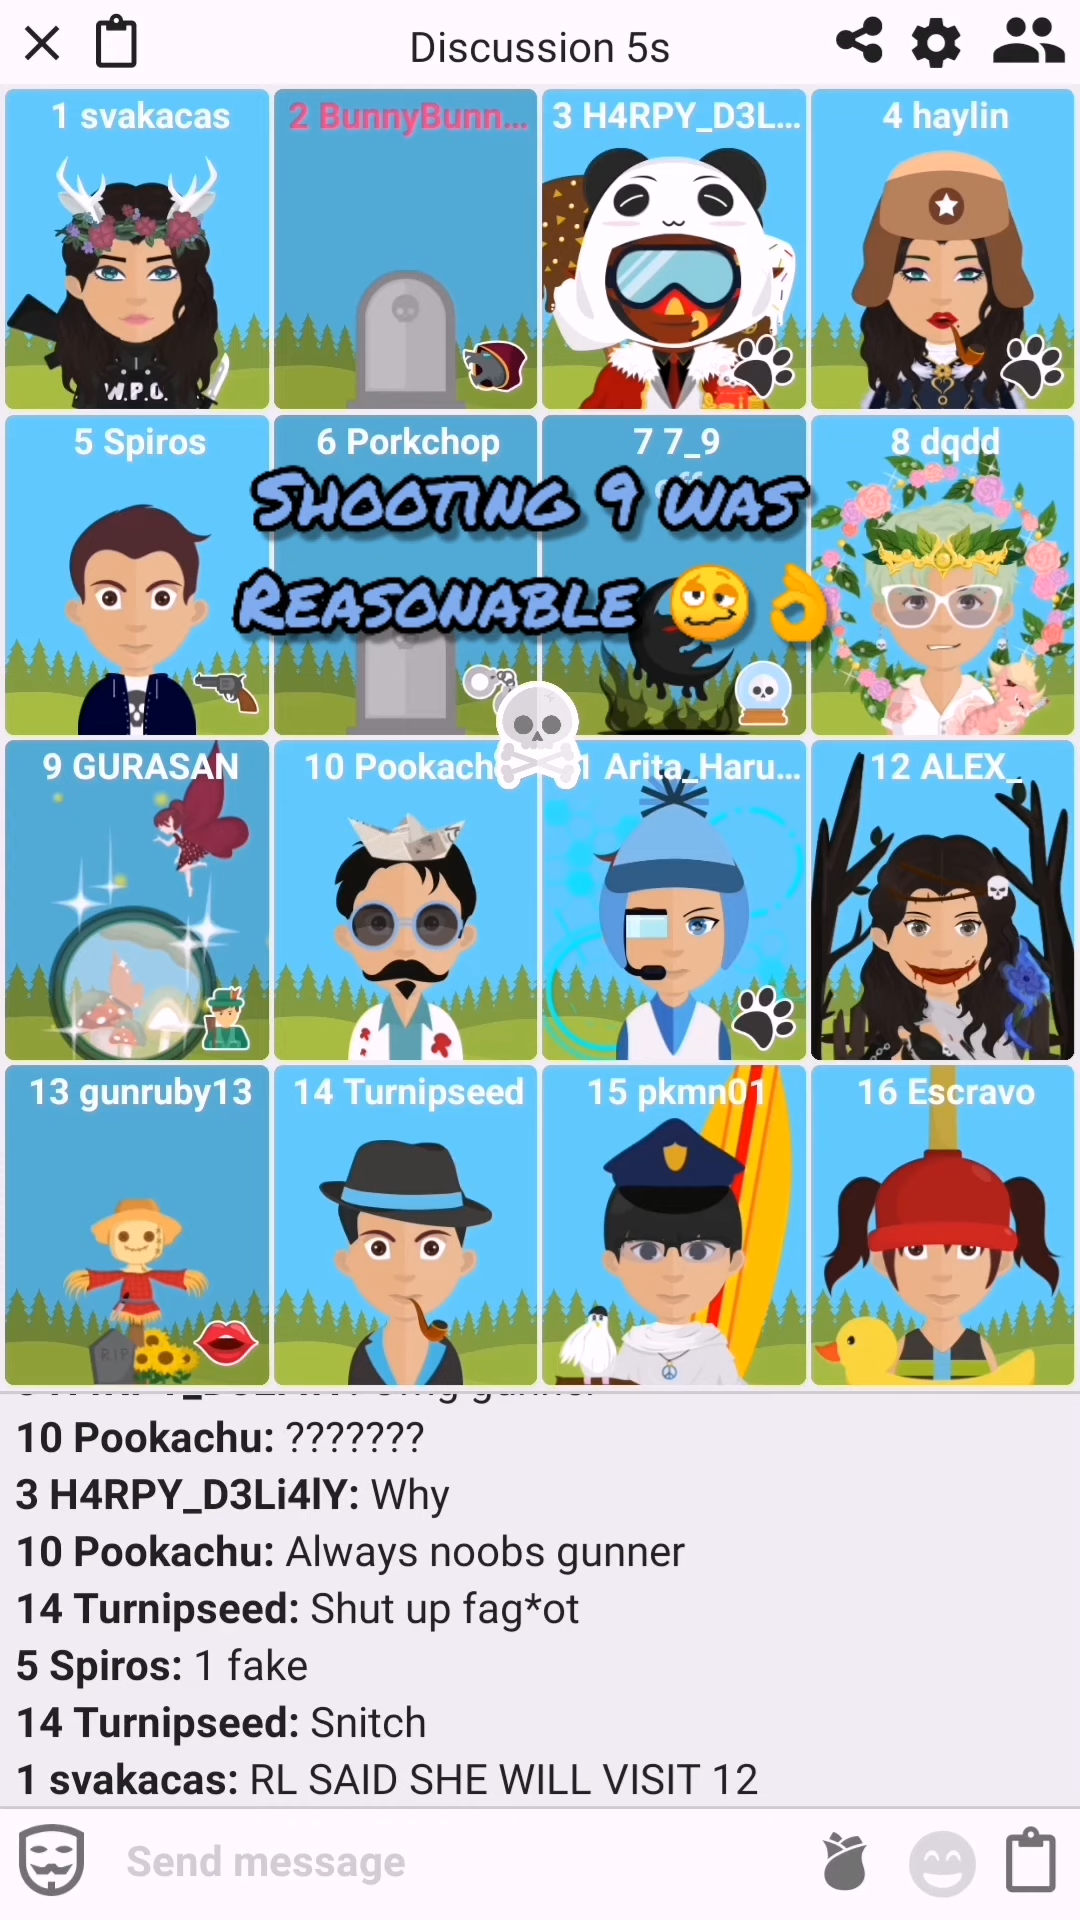 Discussion 5s
1 svakacas
2 BunnyBunn...
3 H4RPY_D3L...
4 haylin
W.P.O.
5 Spiros
6 Porkchop
7 7_9
8 dqdd
SHOOTING 9 WAS
REASONABLE 🥴👌
9 GURASAN
10 Pookach
1 Arita_Haru...
12 ALEX_
13 gunruby13
14 Turnipseed
15 pkmn01
16 Escravo
RIP
10 Pookachu: ???????
3 H4RPY_D3Li4lY: Why
10 Pookachu: Always noobs gunner
14 Turnipseed: Shut up fag*ot
5 Spiros: 1 fake
14 Turnipseed: Snitch
1 svakacas: RL SAID SHE WILL VISIT 12
Send message